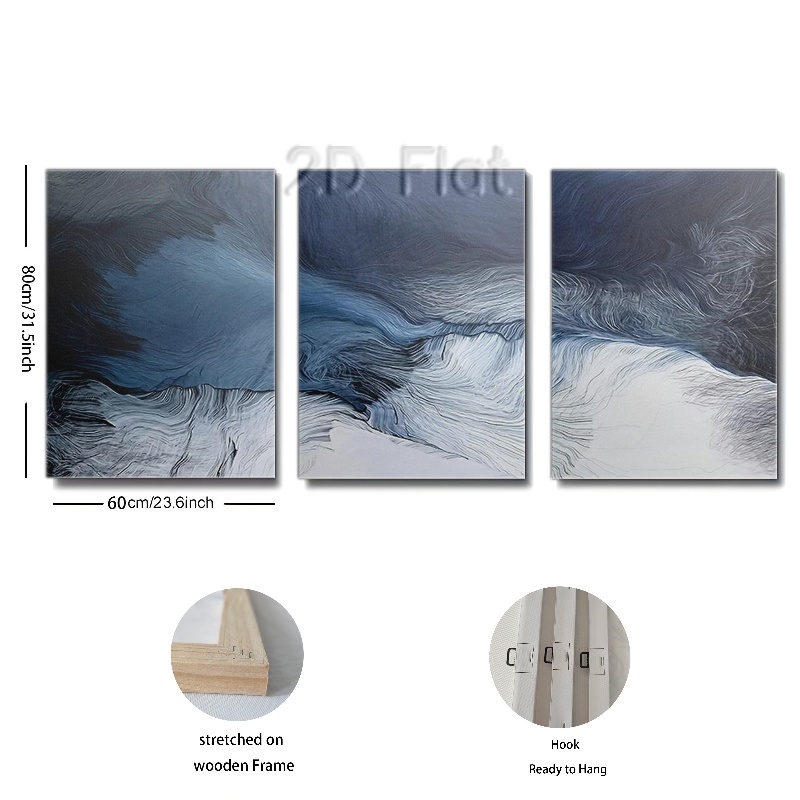 2D Flat
80cm/31.5inch
60cm/23.6inch
stretched on
wooden Frame
Hook
Ready to Hang